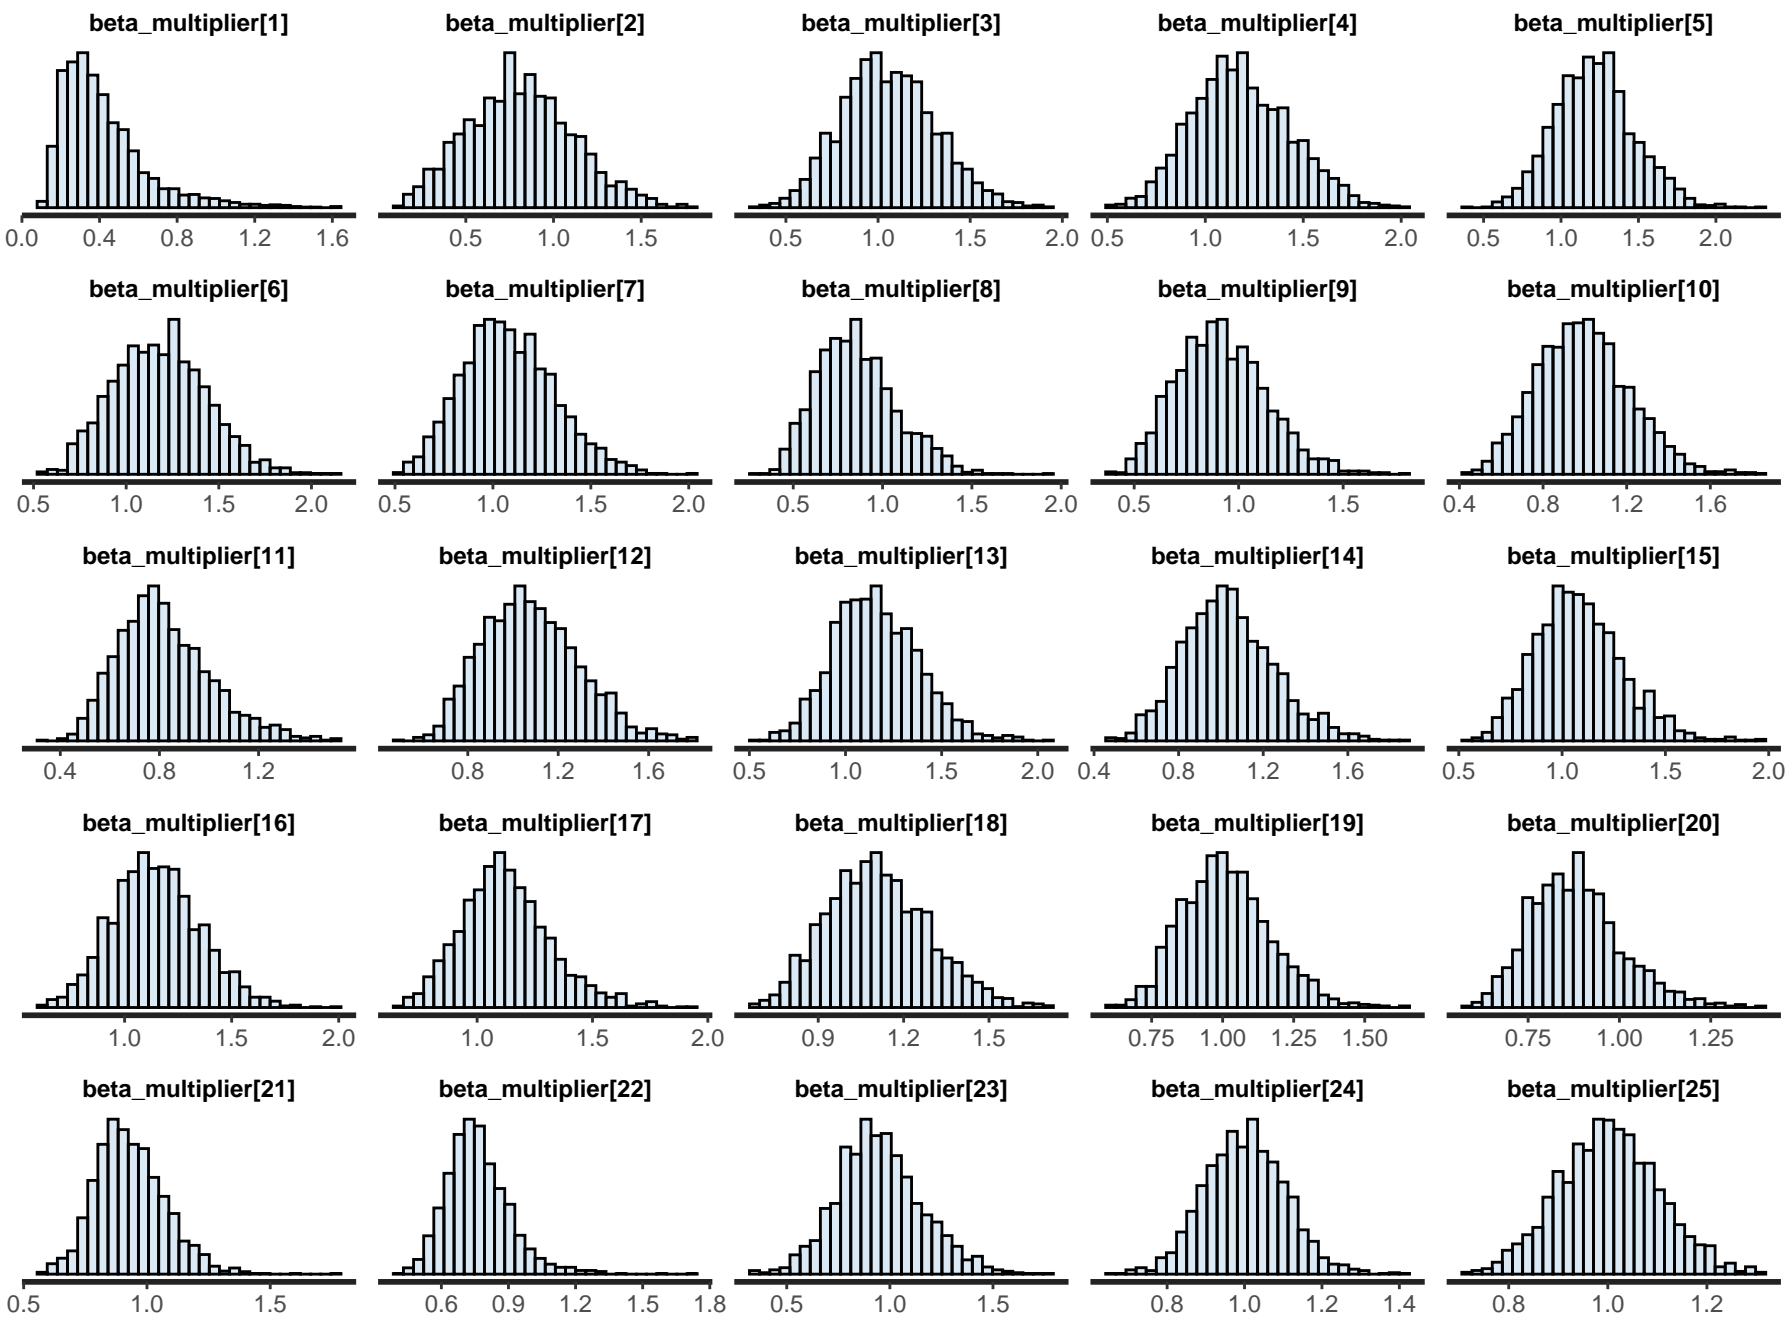 beta_multiplier[1] beta_multiplier[2] beta_multiplier[3] beta_multiplier[4] beta_multiplier[5]
0.0 0.4 0.8 1.2 1.6 0.5 1.0 1.5 0.5 1.0 1.5 2.0 0.5 1.0 1.5 2.0 0.5 1.0 1.5 2.0
beta_multiplier[6] beta_multiplier[7] beta_multiplier[8] beta_multiplier[9] beta_multiplier[10]
0.5 1.0 1.5 2.0 0.5 1.0 1.5 2.0 0.5 1.0 1.5 2.0 0.5 1.0 1.5 0.4 0.8 1.2 1.6
beta_multiplier[11] beta_multiplier[12] beta_multiplier[13] beta_multiplier[14] beta_multiplier[15]
0.4 0.8 1.2 0.8 1.2 1.6 0.5 1.0 1.5 2.0 0.4 0.8 1.2 1.6 0.5 1.0 1.5 2.0
beta_multiplier[16] beta_multiplier[17] beta_multiplier[18] beta_multiplier[19] beta_multiplier[20]
1.0 1.5 2.0 1.0 1.5 2.0 0.9 1.2 1.5 0.75 1.00 1.25 1.50 0.75 1.00 1.25
beta_multiplier[21] beta_multiplier[22] beta_multiplier[23] beta_multiplier[24] beta_multiplier[25]
0.5 1.0 1.5 0.6 0.9 1.2 1.5 1.8 0.5 1.0 1.5 0.8 1.0 1.2 1.4 0.8 1.0 1.2